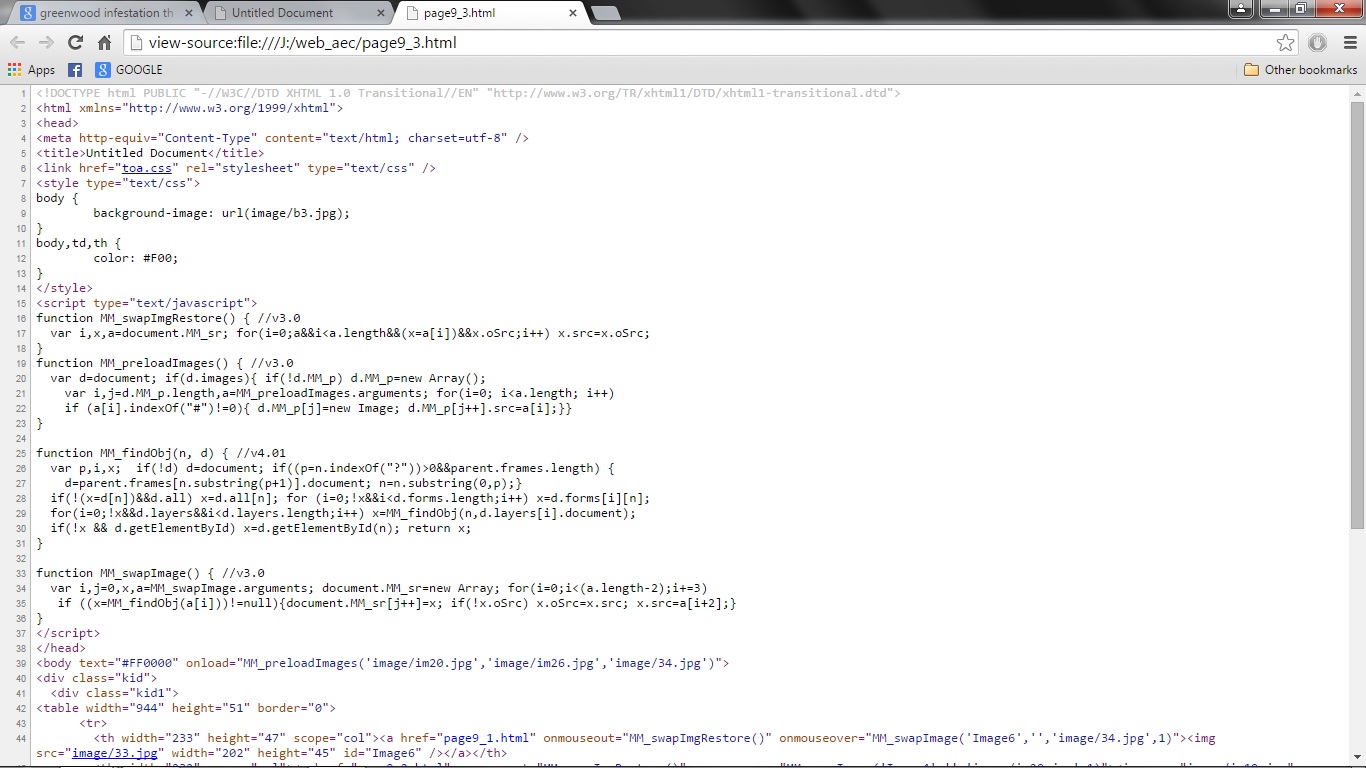 greenwood infestation th
Untitled Document
page9_3.html
view-source:file:///J:/web_aec/page9_3.html
Apps
GOOGLE
Other bookmarks
1 <!DOCTYPE html PUBLIC "-//W3C//DTD XHTML 1.0 Transitional//EN" "http://www.w3.org/TR/xhtml1/DTD/xhtml1-transitional.dtd">
2 <html xmlns="http://www.w3.org/1999/xhtml">
3 <head>
4 <meta http-equiv="Content-Type" content="text/html; charset=utf-8" />
5 <title>Untitled Document</title>
6 <link href="toa.css" rel="stylesheet" type="text/css" />
7 <style type="text/css">
8 body {
9 background-image: url(image/b3.jpg);
10 }
11 body,td,th {
12 color: #F00;
13 }
14 </style>
15 <script type="text/javascript">
16 function MM_swapImgRestore() { //v3.0
17 var i,x,a=document.MM_sr; for(i=0;a&&i<a.length&&(x=a[i])&&x.oSrc;i++) x.src=x.oSrc;
18 }
19 function MM_preloadImages() { //v3.0
20 var d=document; if(d.images){ if(!d.MM_p) d.MM_p=new Array();
21 var i,j=d.MM_p.length,a=MM_preloadImages.arguments; for(i=0; i<a.length; i++)
22 if (a[i].indexOf("#")!=0){ d.MM_p[j]=new Image; d.MM_p[j++].src=a[i];}}
23 }
24
25 function MM_findObj(n, d) { //v4.01
26 var p,i,x;  if(!d) d=document; if((p=n.indexOf("?"))>0&&parent.frames.length) {
27 d=parent.frames[n.substring(p+1)].document; n=n.substring(0,p);}
28 if(!(x=d[n])&&d.all) x=d.all[n]; for (i=0;!x&&i<d.forms.length;i++) x=d.forms[i][n];
29 for(i=0;!x&&d.layers&&i<d.layers.length;i++) x=MM_findObj(n,d.layers[i].document);
30 if(!x && d.getElementById) x=d.getElementById(n); return x;
31 }
32
33 function MM_swapImage() { //v3.0
34 var i,j=0,x,a=MM_swapImage.arguments; document.MM_sr=new Array; for(i=0;i<(a.length-2);i+=3)
35 if ((x=MM_findObj(a[i]))!=null){document.MM_sr[j++]=x; if(!x.oSrc) x.oSrc=x.src; x.src=a[i+2];}
36 }
37 </script>
38 </head>
39 <body text="#FF0000" onload="MM_preloadImages('image/im20.jpg','image/im26.jpg','image/34.jpg')">
40 <div class="kid">
41 <div class="kid1">
42 <table width="944" height="51" border="0">
43 <tr>
44 <th width="233" height="47" scope="col"><a href="page9_1.html" onmouseout="MM_swapImgRestore()" onmouseover="MM_swapImage('Image6','','image/34.jpg',1)"><img
src="image/33.jpg" width="202" height="45" id="Image6" /></a></th>